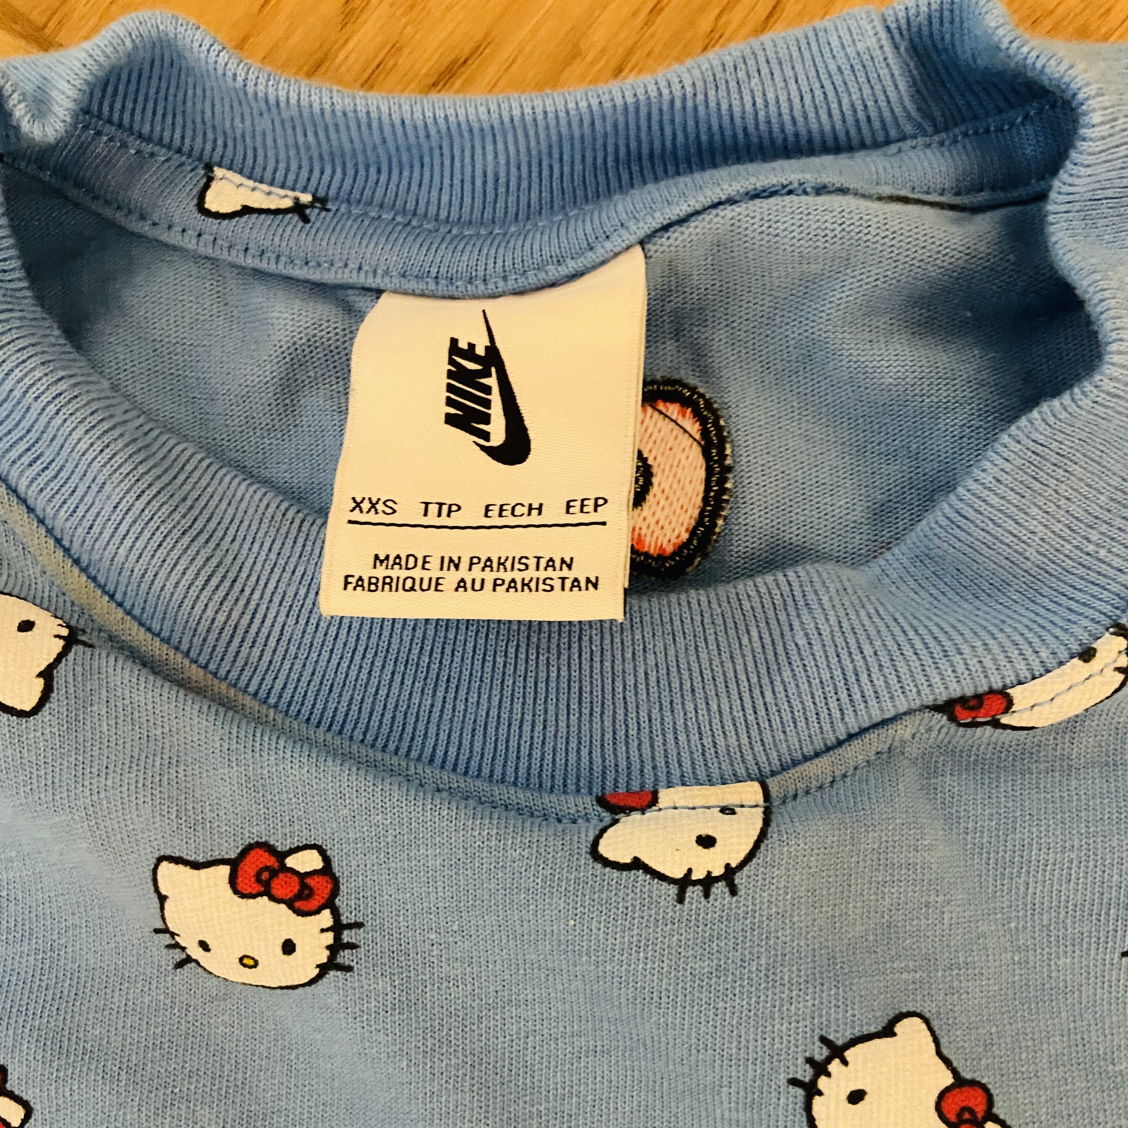 NIKE
XXS TTP EECH EEP
MADE IN PAKISTAN
FABRIQUE AU PAKISTAN